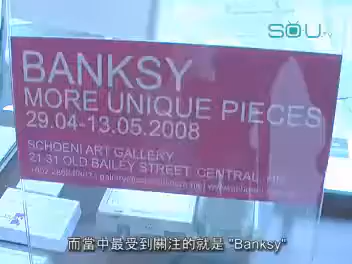 SOU TV
BANKSY
MORE UNIQUE PIECES
29.04-13.05.2008
SCHOENI ART GALLERY
21-31 OLD BAILEY STREET, CENTRAL,
而當中最受到關注的就是 "Banksy"